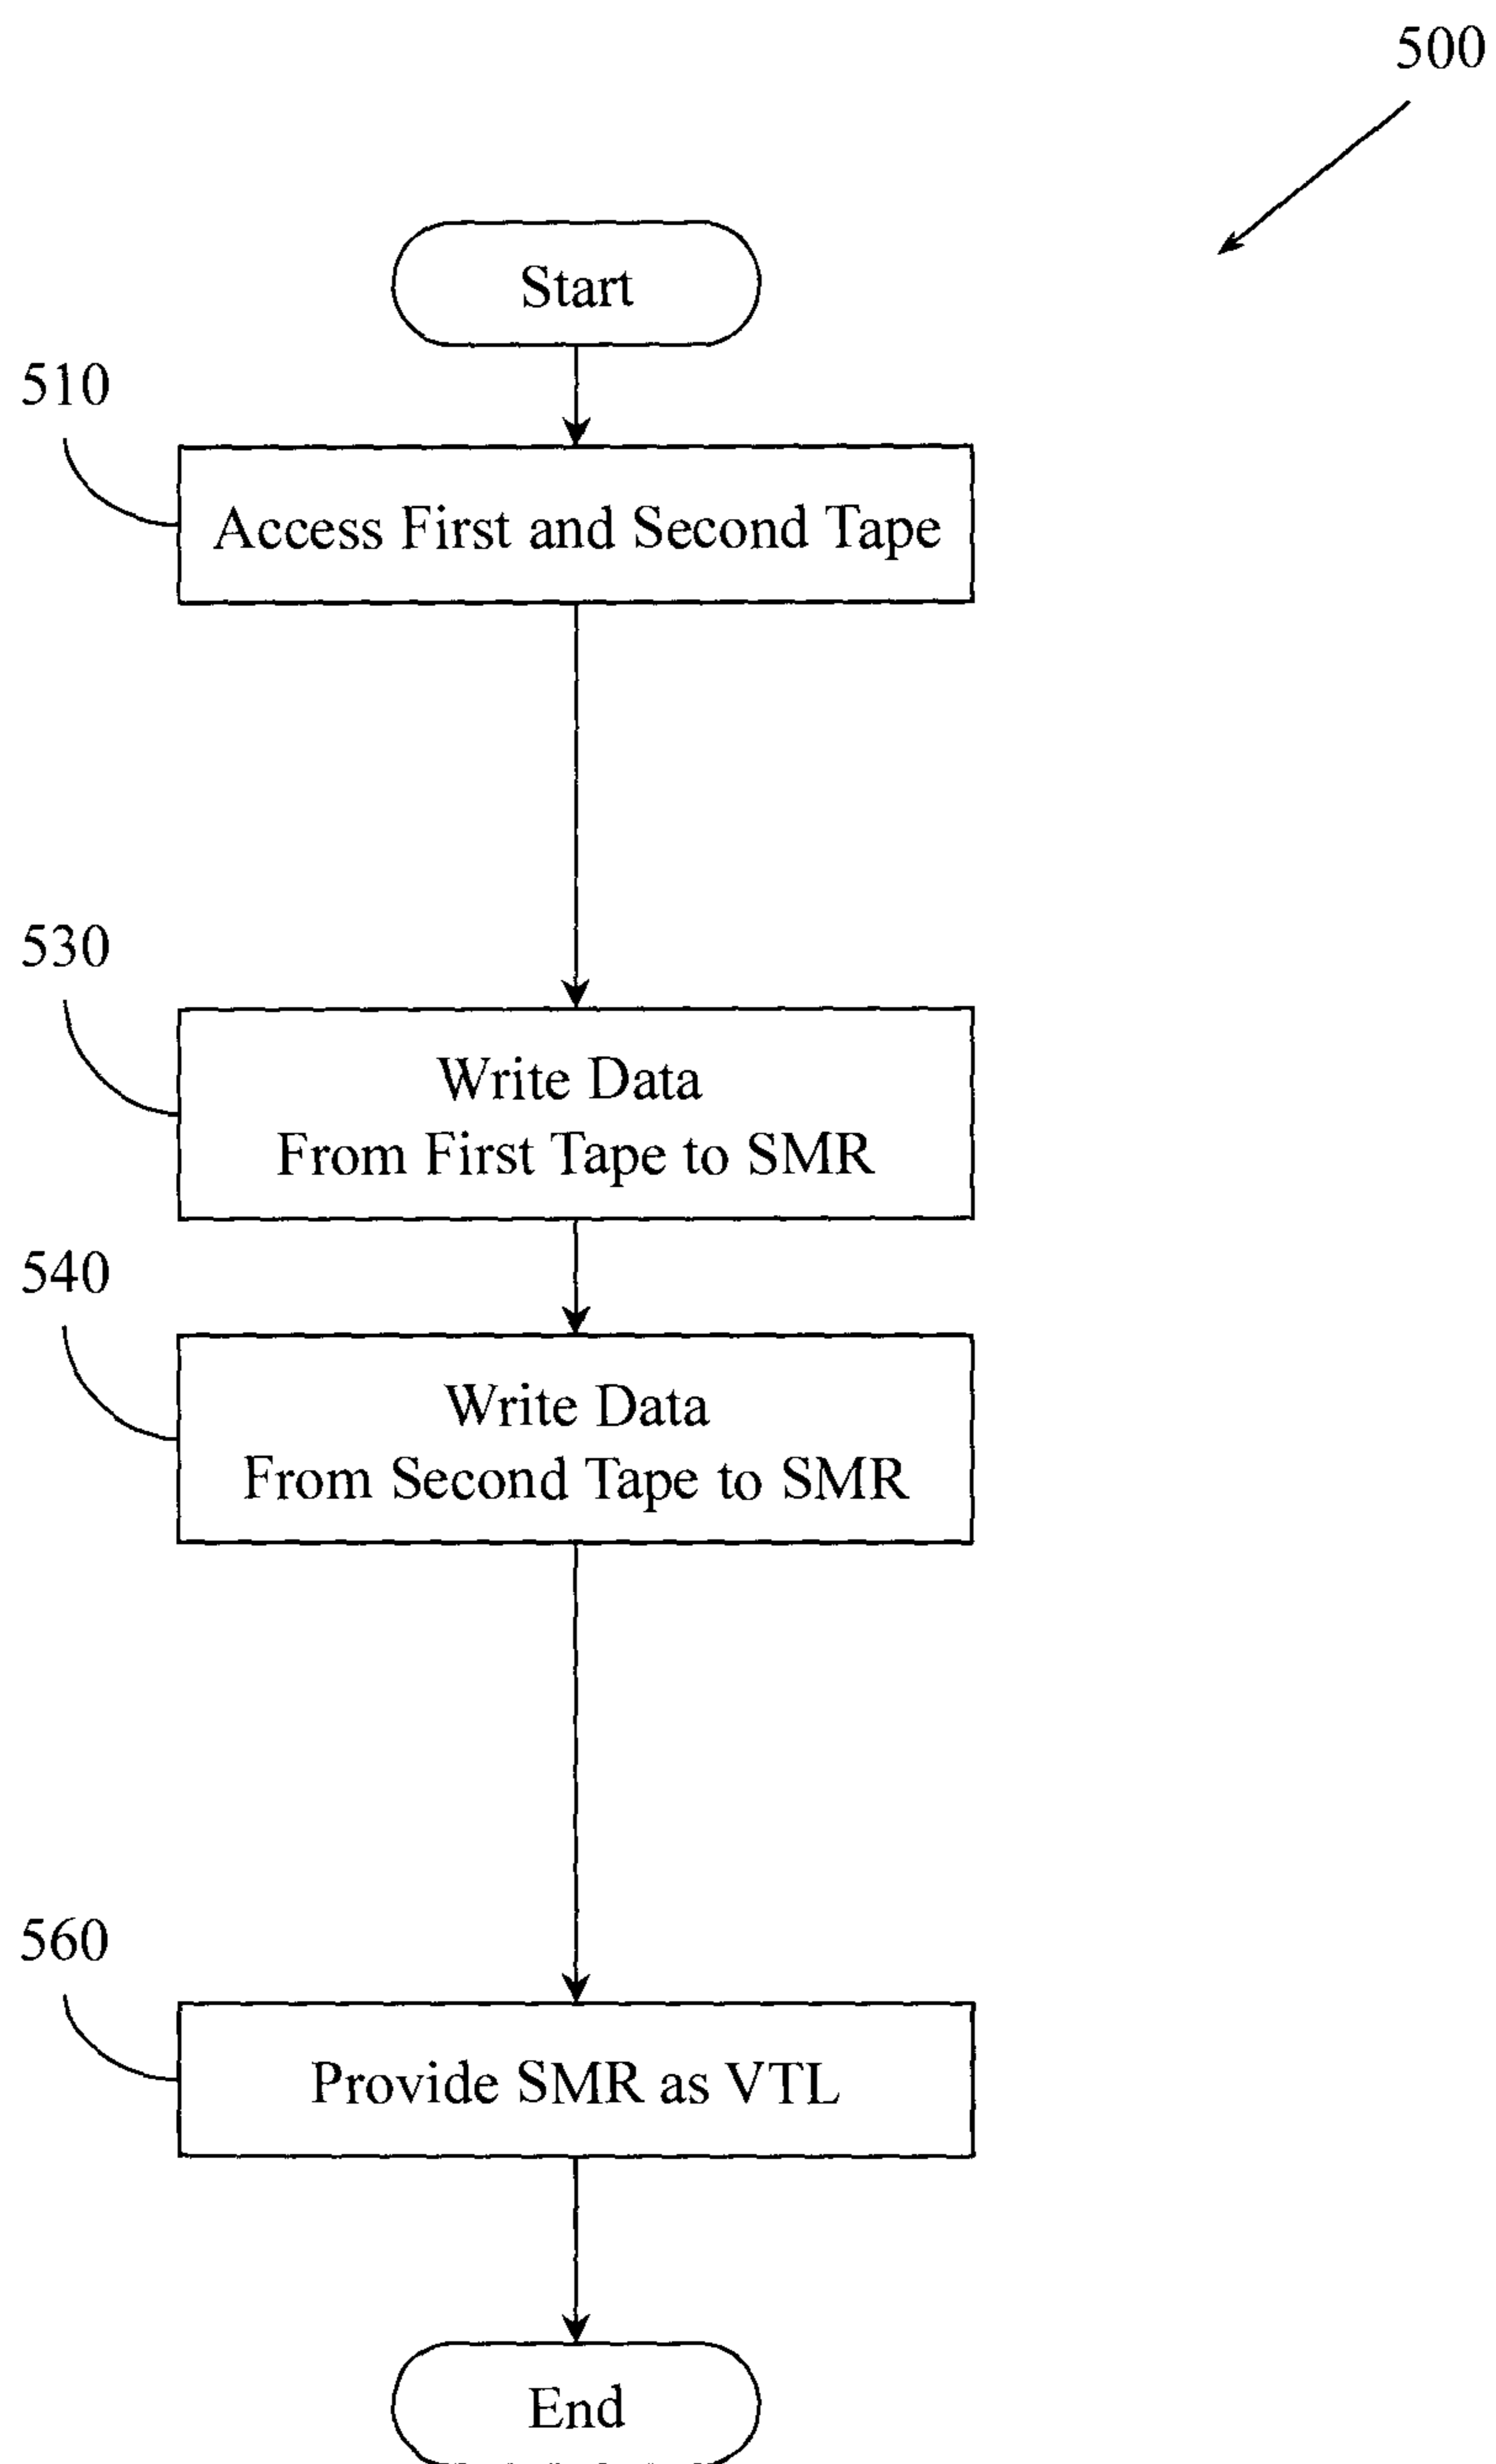 500
Start
510
Access First and Second Tape
530
Write Data
From First Tape to SMR
540
Write Data
From Second Tape to SMR
560
Provide SMR as VTL
End